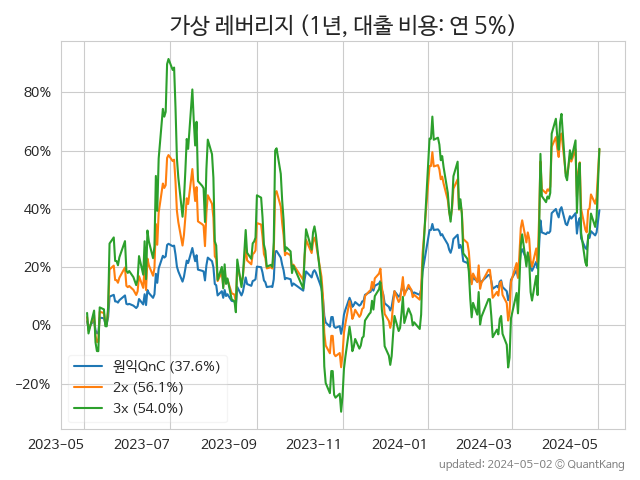 가상 레버리지 (1년, 대출 비용: 연 5%)
80%
60%
40%
20%
0%
−20%
원익QnC (37.6%)
2x (56.1%)
3x (54.0%)
2023-05 2023-07 2023-09 2023-11 2024-01 2024-03 2024-05
updated: 2024-05-02 © QuantKang